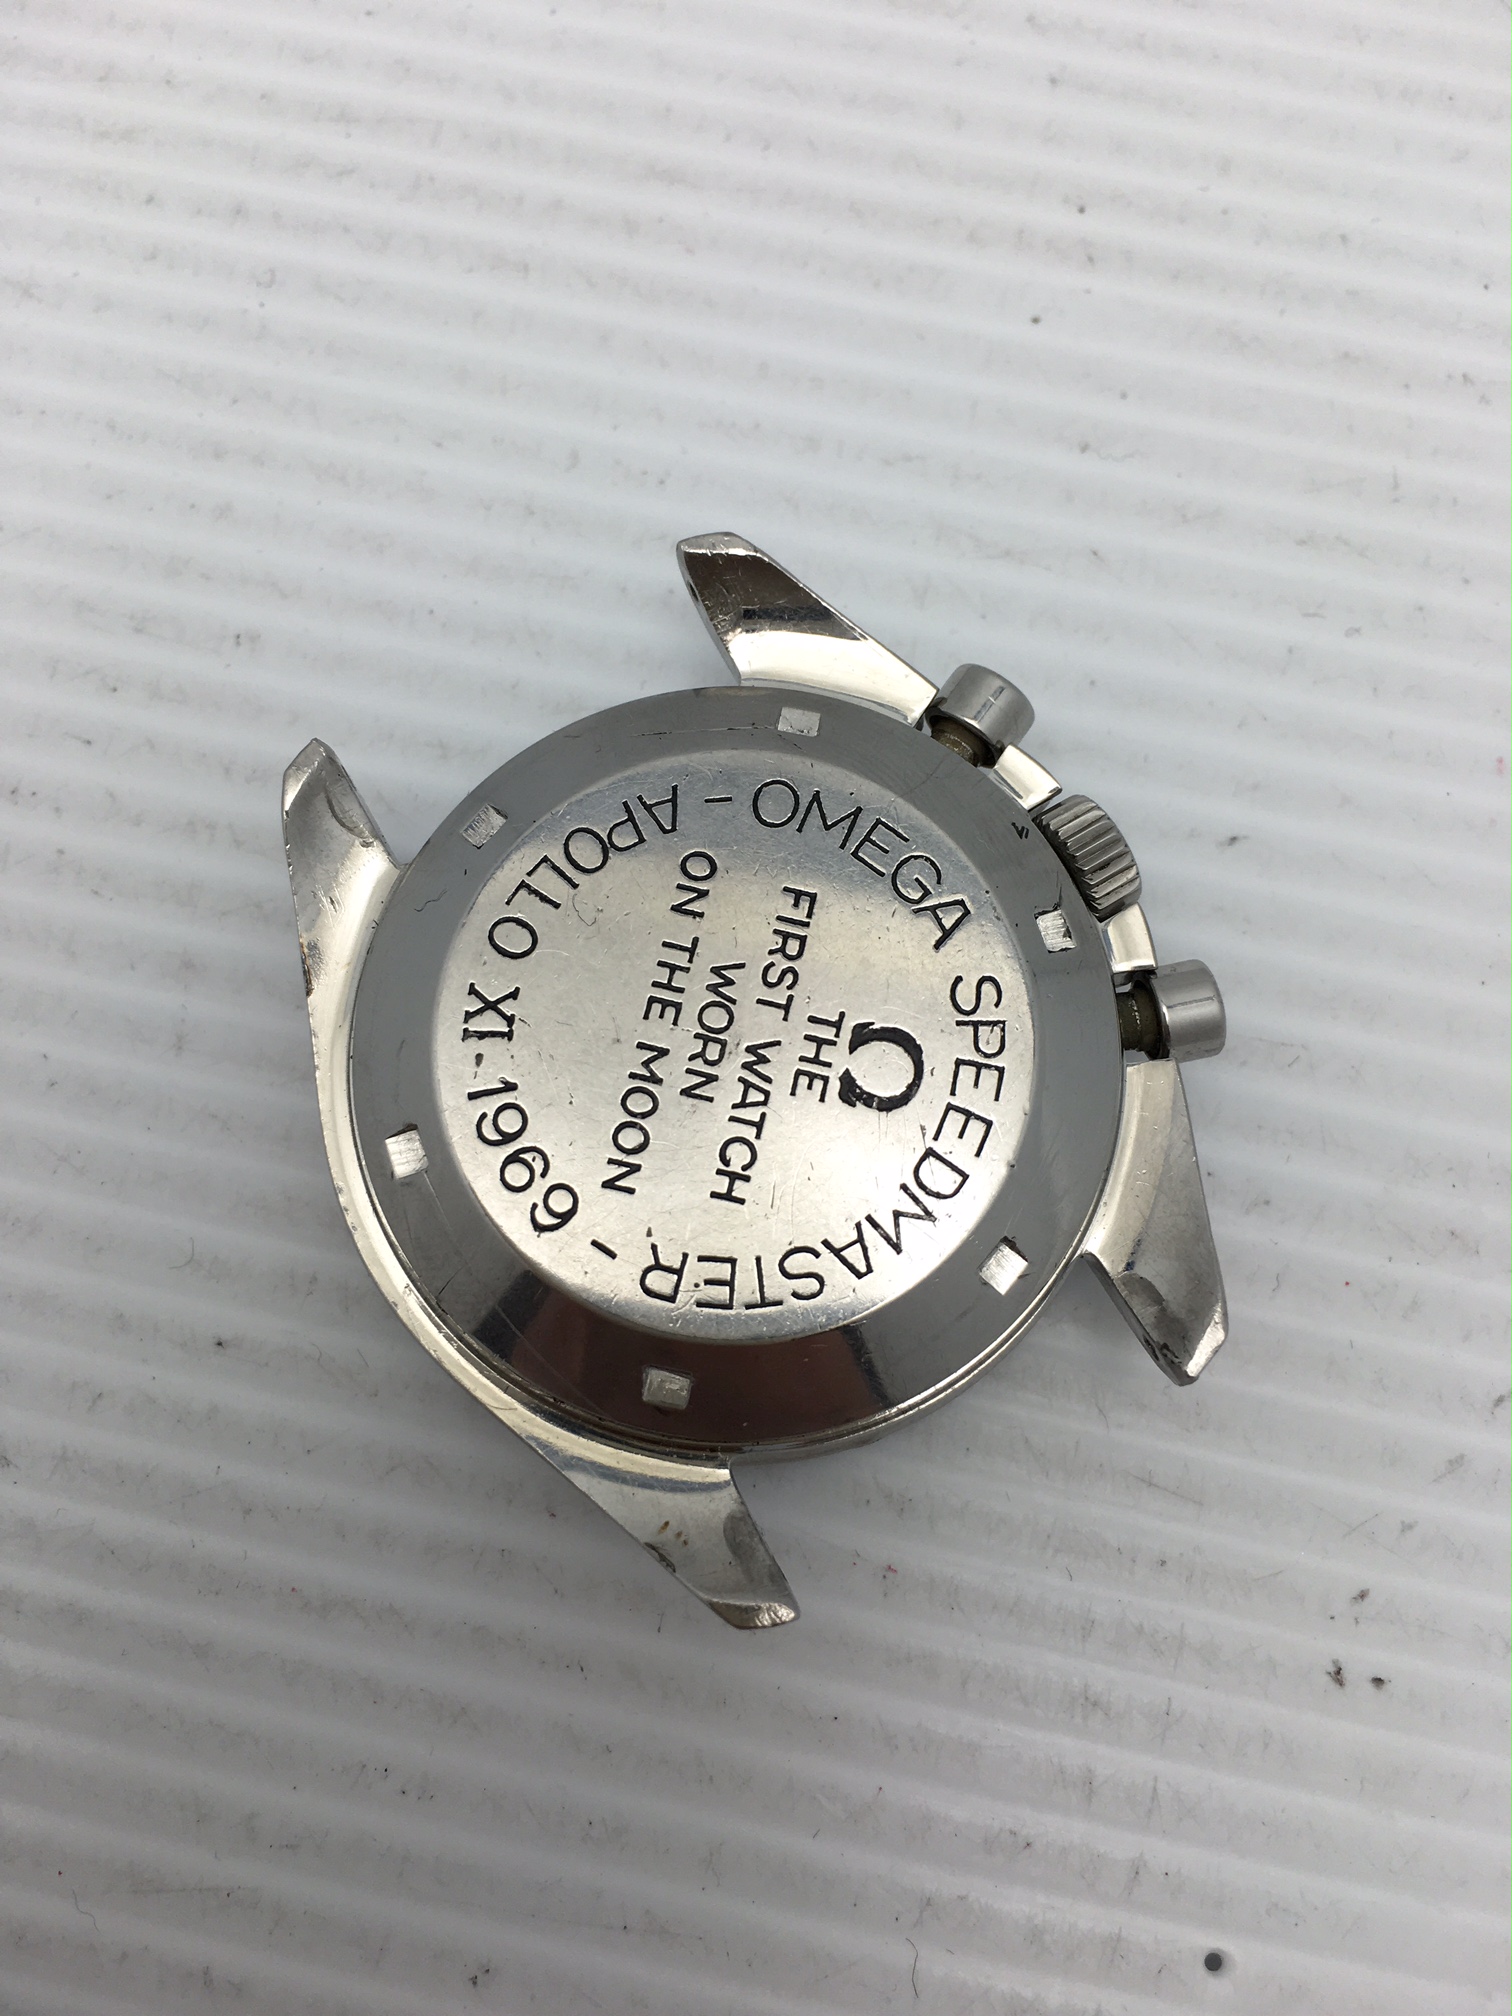 OMEGA SPEEDMASTER -
Ω
THE
FIRST WATCH
WORN
ON THE MOON
APOLLO XI·1969 -